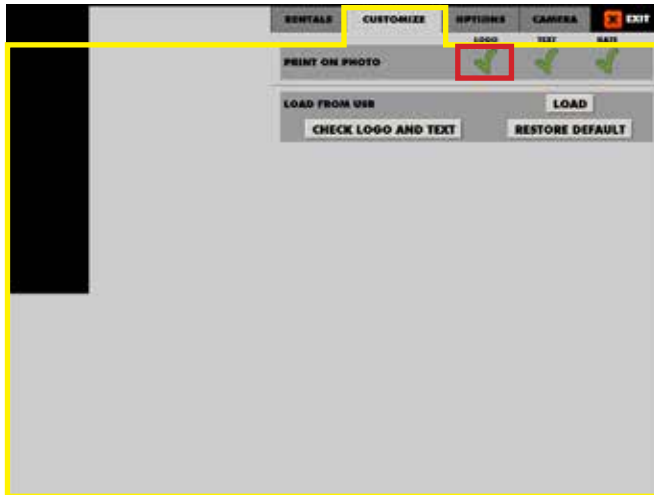 RENTALS CUSTOMIZE OPTIONS CAMERA X EXIT
LOGO TEXT DATE
PRINT ON PHOTO
LOAD FROM USB LOAD
CHECK LOGO AND TEXT RESTORE DEFAULT